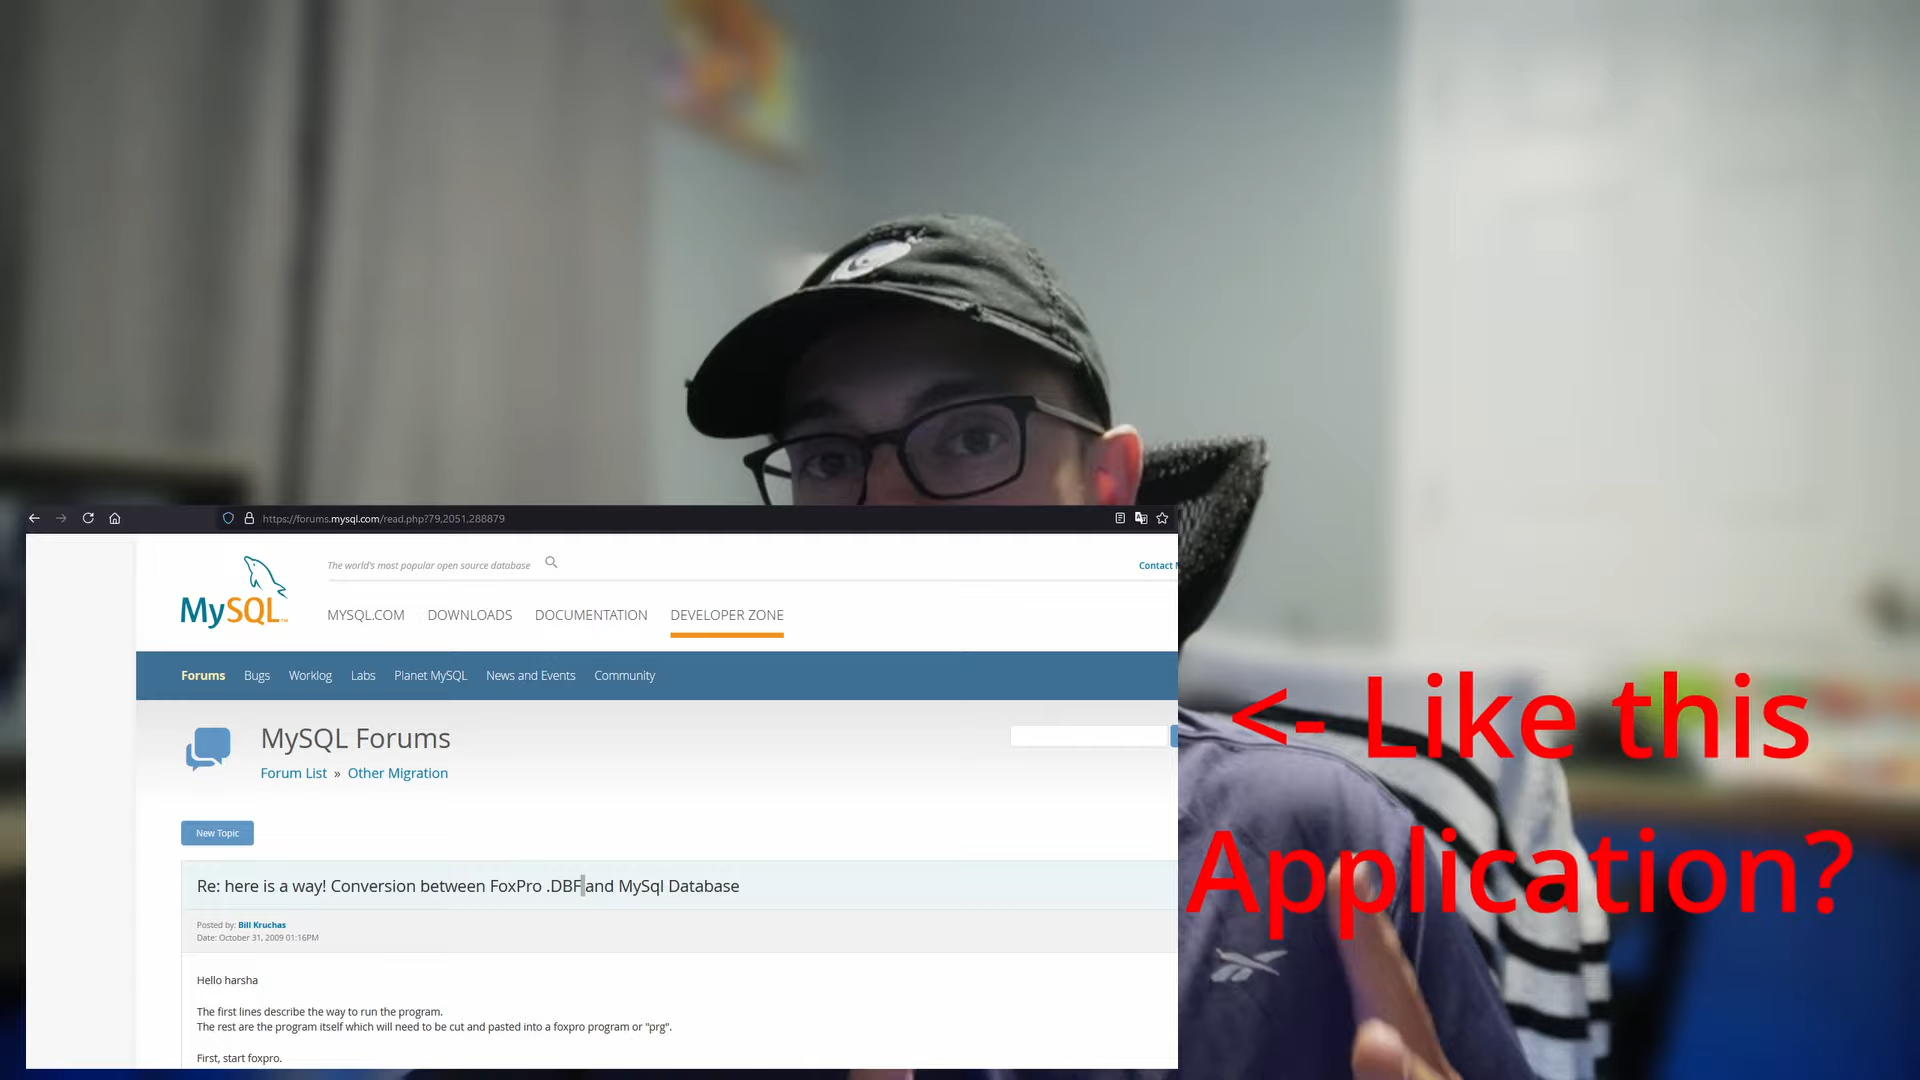 https://forums.mysql.com/read.php?79,2051,288879
MySQL™
The world's most popular open source database
Contact
MYSQL.COM DOWNLOADS DOCUMENTATION DEVELOPER ZONE
Forums Bugs Worklog Labs Planet MySQL News and Events Community
MySQL Forums
Forum List » Other Migration
New Topic
Re: here is a way! Conversion between FoxPro .DBF and MySql Database
Posted by: Bill Kruchas
Date: October 31, 2009 01:16PM
Hello harsha
The first lines describe the way to run the program.
The rest are the program itself which will need to be cut and pasted into a foxpro program or "prg".
First, start foxpro.
<- Like this
Application?